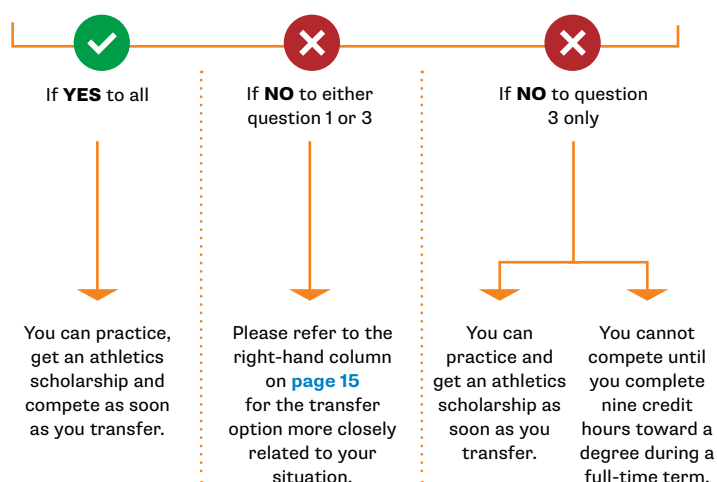 If YES to all
If NO to either
question 1 or 3
If NO to question
3 only
You can practice,
get an athletics
scholarship and
compete as soon
as you transfer.
Please refer to the
right-hand column
on page 15
for the transfer
option more closely
related to your
situation.
You can
practice and
get an athletics
scholarship as
soon as you
transfer.
You cannot
compete until
you complete
nine credit
hours toward a
degree during a
full-time term.